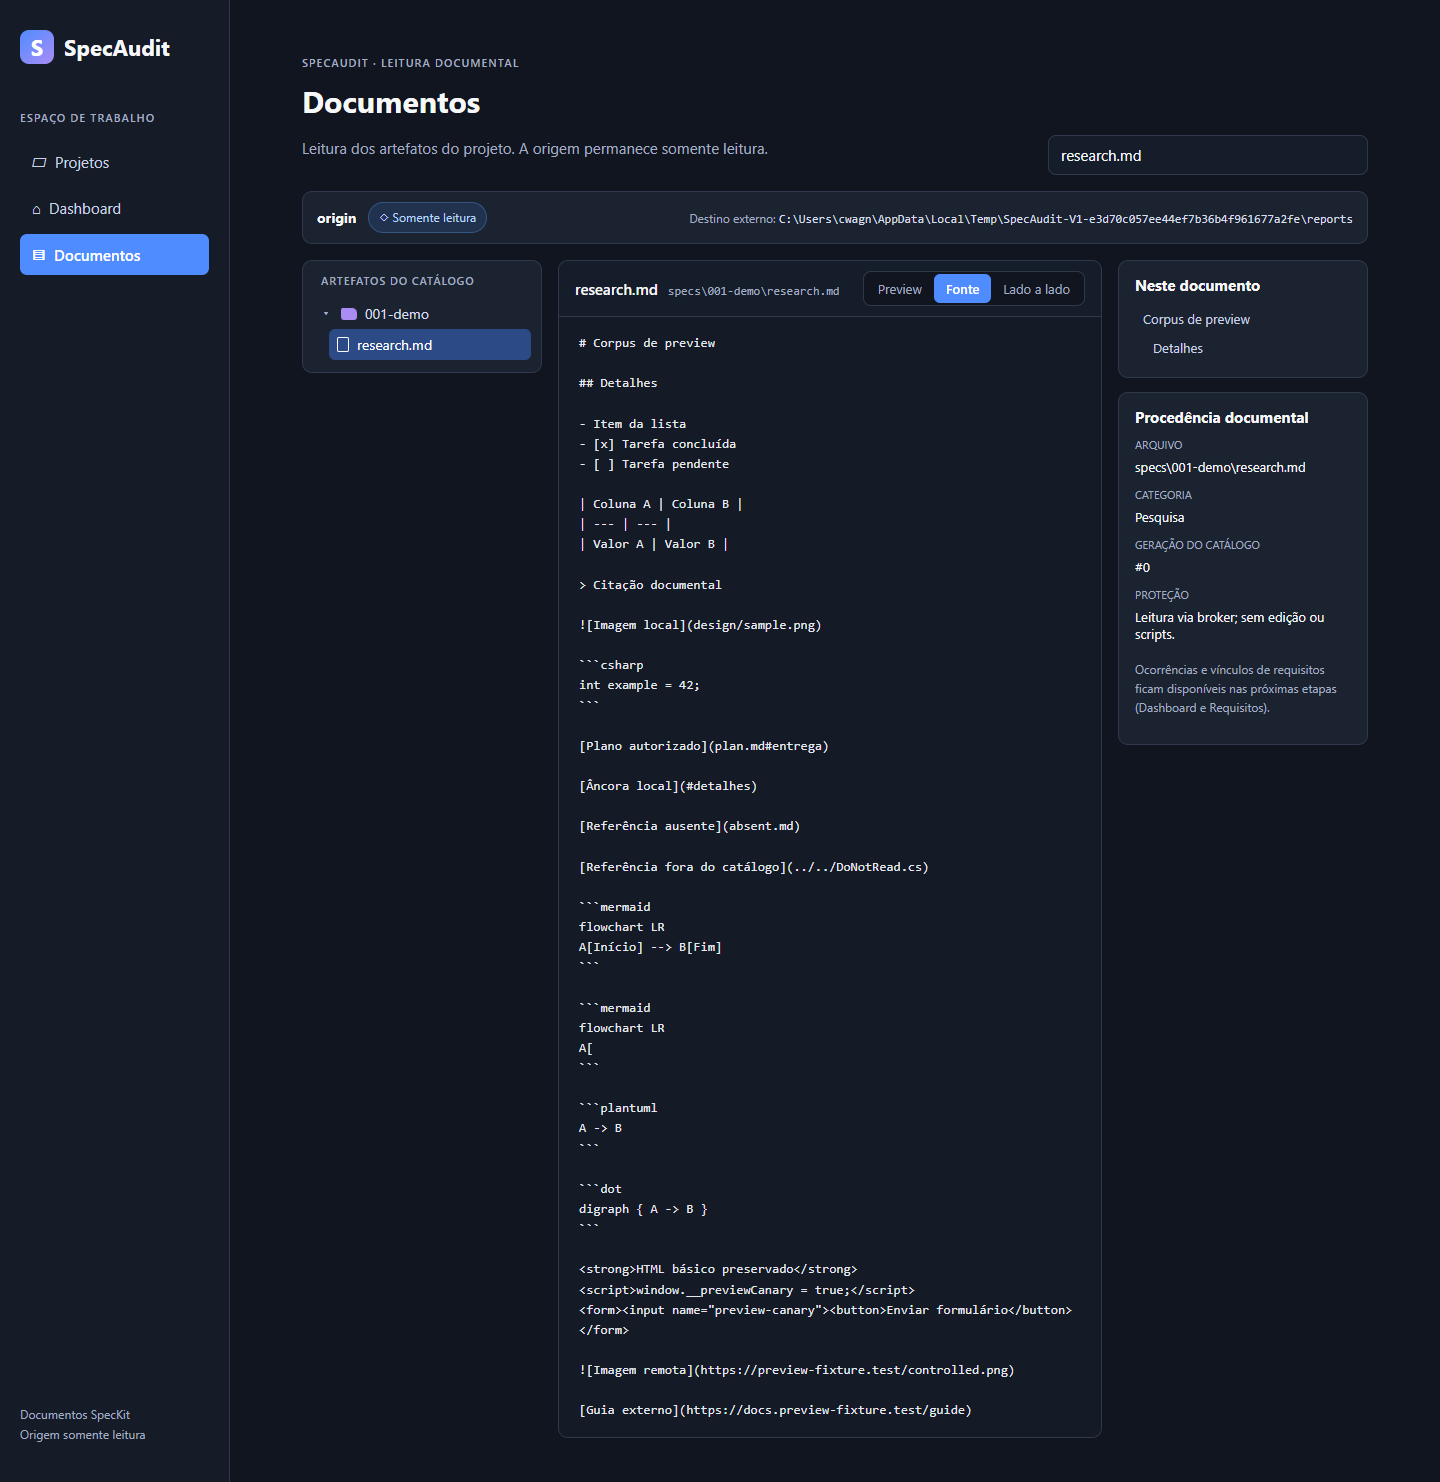 S SpecAudit
ESPAÇO DE TRABALHO
Projetos
Dashboard
Documentos
Documentos SpecKit
Origem somente leitura
SPECAUDIT · LEITURA DOCUMENTAL
Documentos
Leitura dos artefatos do projeto. A origem permanece somente leitura.
research.md
origin
Somente leitura
Destino externo: C:\Users\cwagn\AppData\Local\Temp\SpecAudit-V1-e3d70c057ee44ef7b36b4f961677a2fe\reports
ARTEFATOS DO CATÁLOGO
001-demo
research.md
research.md specs\001-demo\research.md
Preview Fonte Lado a lado
# Corpus de preview
## Detalhes
- Item da lista
- [x] Tarefa concluída
- [ ] Tarefa pendente
| Coluna A | Coluna B |
| --- | --- |
| Valor A | Valor B |
> Citação documental
![Imagem local](design/sample.png)
```csharp
int example = 42;
```
[Plano autorizado](plan.md#entrega)
[Âncora local](#detalhes)
[Referência ausente](absent.md)
[Referência fora do catálogo](../../DoNotRead.cs)
```mermaid
flowchart LR
A[Início] --> B[Fim]
```
```mermaid
flowchart LR
A[
```
```plantuml
A -> B
```
```dot
digraph { A -> B }
```
<strong>HTML básico preservado</strong>
<script>window.__previewCanary = true;</script>
<form><input name="preview-canary"><button>Enviar formulário</button>
</form>
![Imagem remota](https://preview-fixture.test/controlled.png)
[Guia externo](https://docs.preview-fixture.test/guide)
Neste documento
Corpus de preview
Detalhes
Procedência documental
ARQUIVO
specs\001-demo\research.md
CATEGORIA
Pesquisa
GERAÇÃO DO CATÁLOGO
#0
PROTEÇÃO
Leitura via broker; sem edição ou
scripts.
Ocorrências e vínculos de requisitos
ficam disponíveis nas próximas etapas
(Dashboard e Requisitos).